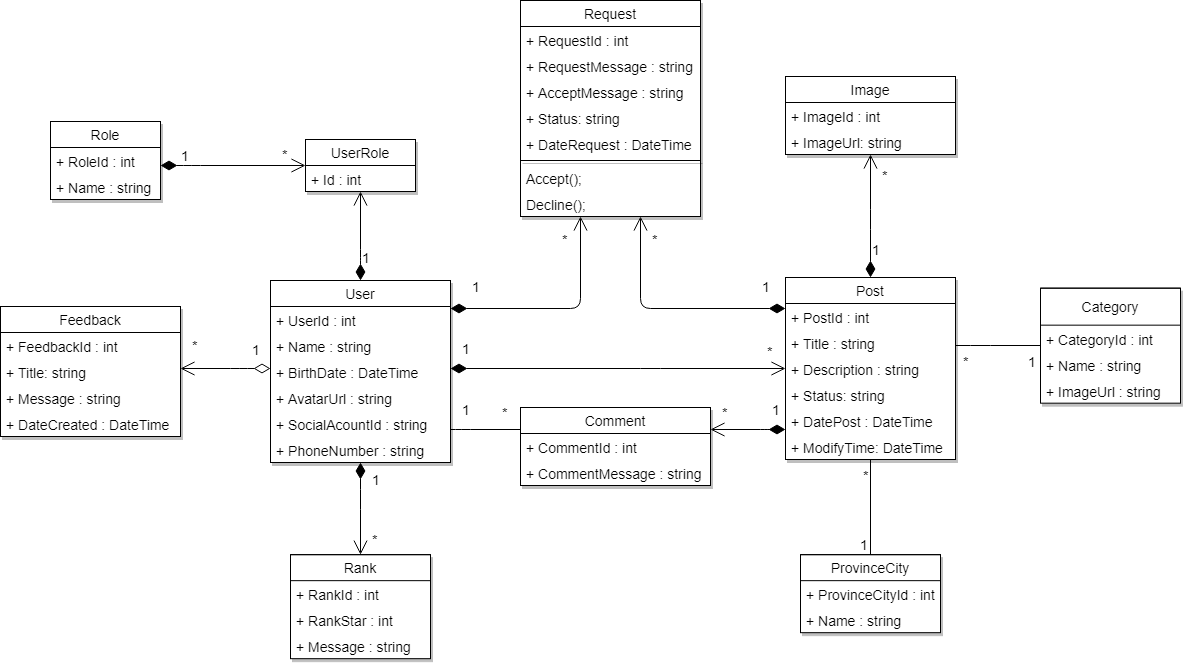 Request
+ RequestId : int
+ RequestMessage : string
+ AcceptMessage : string
+ Status: string
+ DateRequest : DateTime
Accept();
Decline();
Image
+ ImageId : int
+ ImageUrl: string
Role
+ RoleId : int
+ Name : string
1
*
UserRole
+ Id : int
*
*
*
1
1
User
+ UserId : int
+ Name : string
+ BirthDate : DateTime
+ AvatarUrl : string
+ SocialAcountId : string
+ PhoneNumber : string
1
1
Post
+ PostId : int
+ Title : string
+ Description : string
+ Status: string
+ DatePost : DateTime
+ ModifyTime: DateTime
Category
+ CategoryId : int
+ Name : string
+ ImageUrl : string
Feedback
+ FeedbackId : int
+ Title: string
+ Message : string
+ DateCreated : DateTime
*
1
1
*
*
1
1
*
*
1
Comment
+ CommentId : int
+ CommentMessage : string
1
*
*
1
Rank
+ RankId : int
+ RankStar : int
+ Message : string
ProvinceCity
+ ProvinceCityId : int
+ Name : string